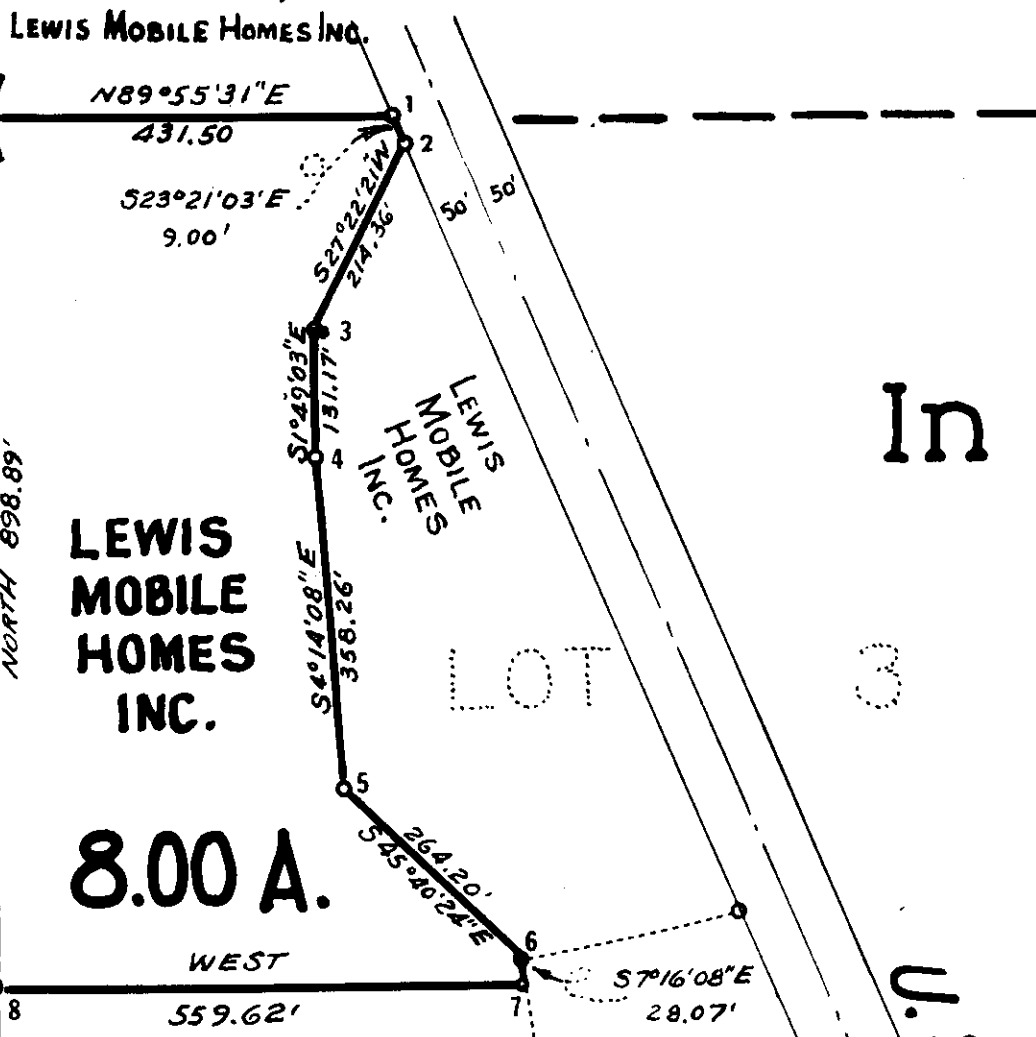 LEWIS MOBILE HOMES INC.
N89°55'31"E
431.50
1
2
S23°21'03'E
9.00'
S27°22'21"W
214.36'
50'
50'
3
S1°49'03"E
131.17'
4
LEWIS
MOBILE
HOMES
INC.
In
NORTH 898.89'
LEWIS
MOBILE
HOMES
INC.
S4°14'08"E
358.26'
LOT 3
5
8.00 A.
264.20'
S45°40'24"E
6
WEST
S7°16'08"E
28.07'
8
559.62'
7